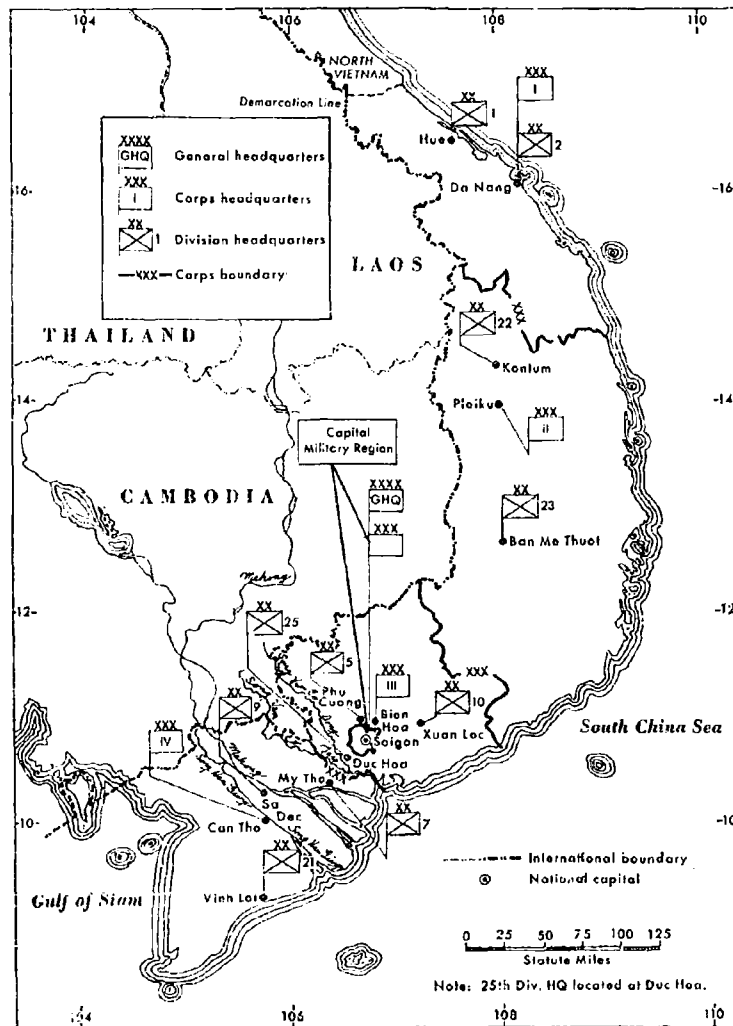 104
106
108
110
NORTH
VIETNAM
Demarcation Line
XXX
I
XX
1
Hue
XX
2
Da Nang
16
16
XXXX
GHQ
General headquarters
XXX
I
Corps headquarters
XX
1
Division headquarters
XXX
Corps boundary
LAOS
THAILAND
XXX
XX
22
Kontum
14
14
Pleiku
XXX
II
Capital
Military Region
XXXX
GHQ
XXX
CAMBODIA
XX
23
Ban Me Thuot
Mekong
12
12
XX
25
XX
5
Phu
Cuong
XXX
III
XXX
XX
10
XX
9
Bien
Hoa
Xuan Loc
Saigon
South China Sea
XXX
IV
Duc Hoa
Mekong
My Tho
Sa
Dec
10
10
Can Tho
XX
7
XX
21
International boundary
National capital
Gulf of Siam
Vinh Loi
0 25 50 75 100 125
Statute Miles
Note: 25th Div. HQ located at Duc Hoa.
104
106
108